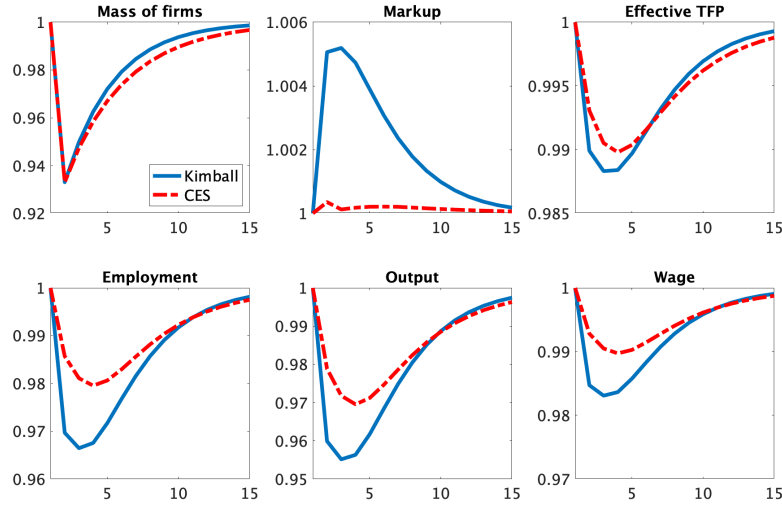 Mass of firms
1
0.98
0.96
0.94
0.92
5 10 15
Kimball
CES
Markup
1.006
1.004
1.002
1
5 10 15
Effective TFP
1
0.995
0.99
0.985
5 10 15
Employment
1
0.99
0.98
0.97
0.96
5 10 15
Output
1
0.99
0.98
0.97
0.96
0.95
5 10 15
Wage
1
0.99
0.98
0.97
5 10 15